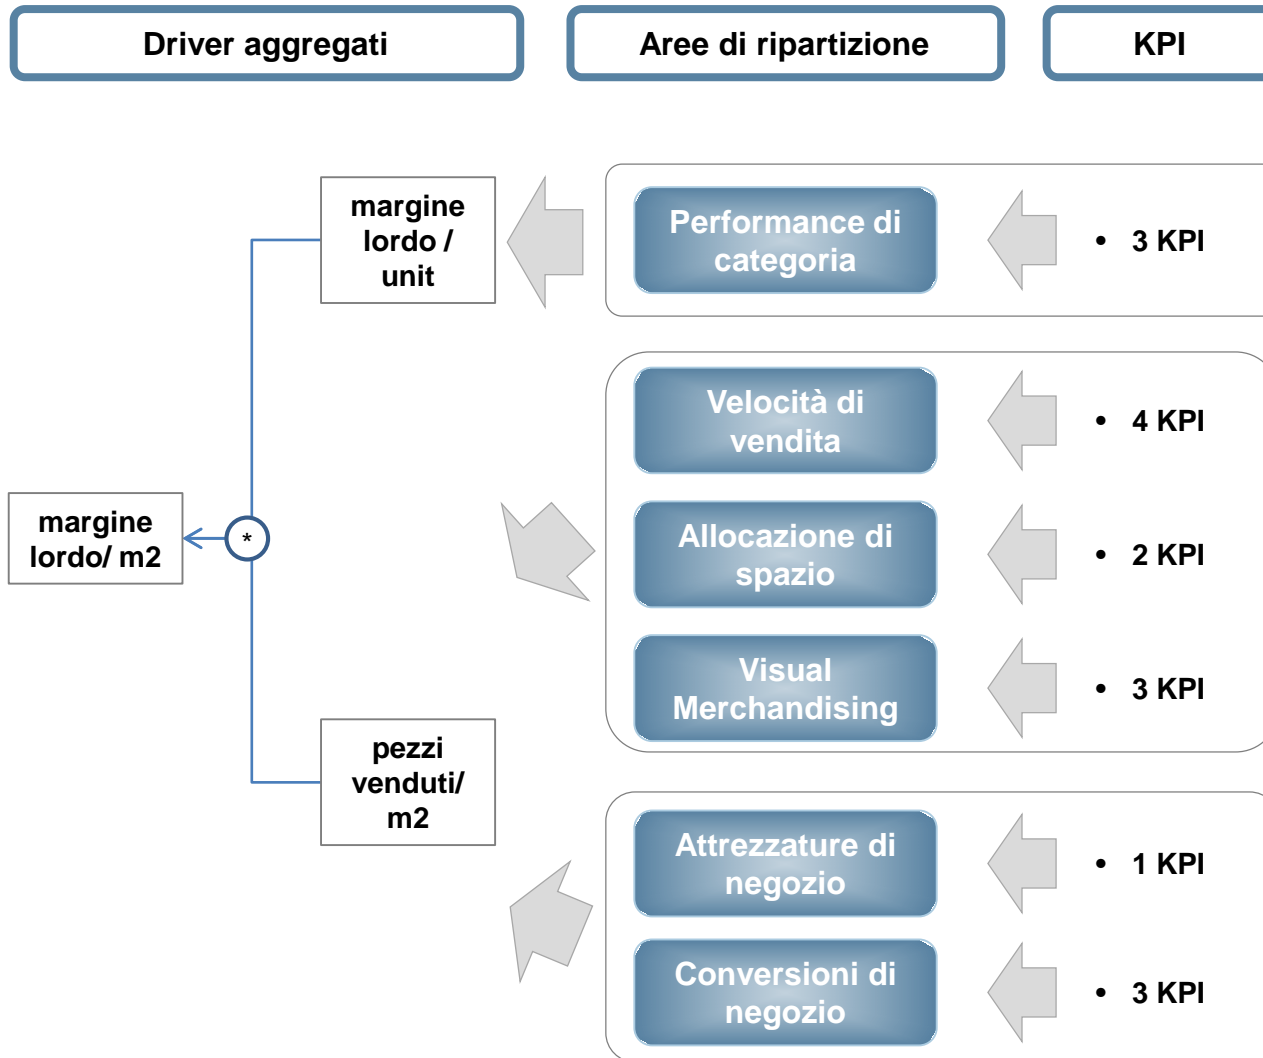 Driver aggregati
Aree di ripartizione
KPI
margine
lordo /
unit
Performance di
categoria
• 3 KPI
Velocità di
vendita
• 4 KPI
margine
lordo/ m2
*
Allocazione di
spazio
• 2 KPI
Visual
Merchandising
• 3 KPI
pezzi
venduti/
m2
Attrezzature di
negozio
• 1 KPI
Conversioni di
negozio
• 3 KPI